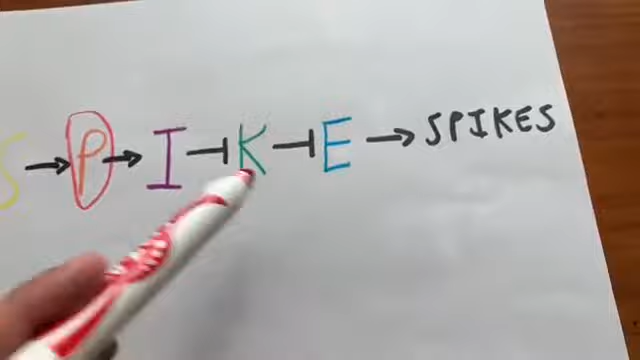 S → P → I ⊣ K ⊣ E → SPIKES